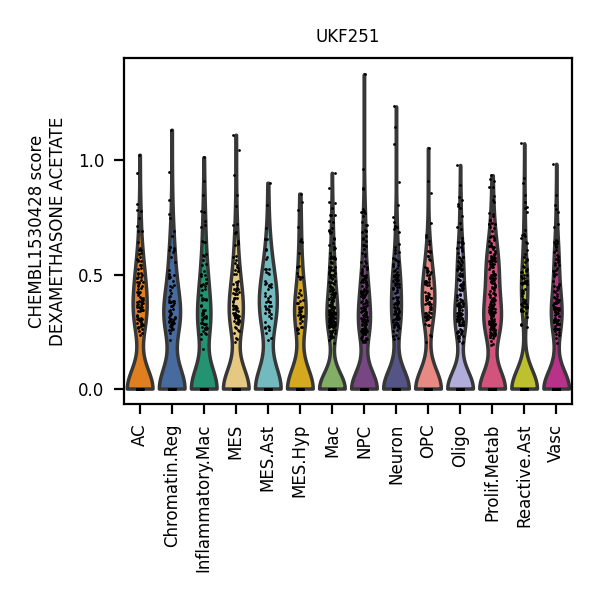 UKF251
CHEMBL1530428 score
DEXAMETHASONE ACETATE
1.0
0.5
0.0
AC
Chromatin.Reg
Inflammatory.Mac
MES
MES.Ast
MES.Hyp
Mac
NPC
Neuron
OPC
Oligo
Prolif.Metab
Reactive.Ast
Vasc